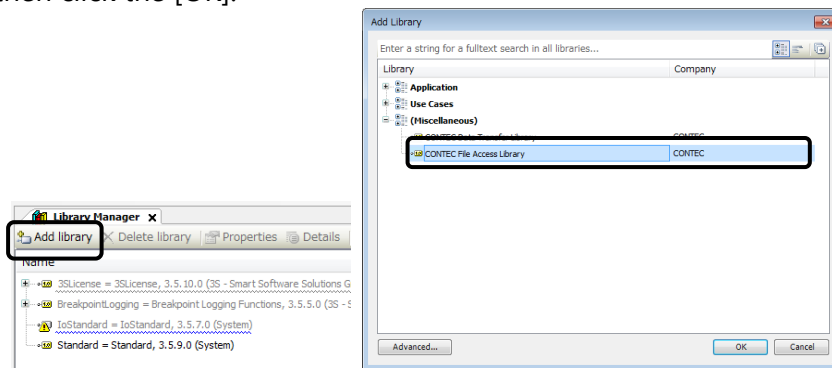 then click the [OK].
Add Library
Enter a string for a fulltext search in all libraries...
Library Company
Application
Use Cases
(Miscellaneous)
CONTEC Data Transfer Library CONTEC
CONTEC File Access Library CONTEC
Advanced... OK Cancel
Library Manager x
Add library Delete library Properties Details
Name
3SLicense = 3SLicense, 3.5.10.0 (3S - Smart Software Solutions G
BreakpointLogging = Breakpoint Logging Functions, 3.5.5.0 (3S - S
IoStandard = IoStandard, 3.5.7.0 (System)
Standard = Standard, 3.5.9.0 (System)